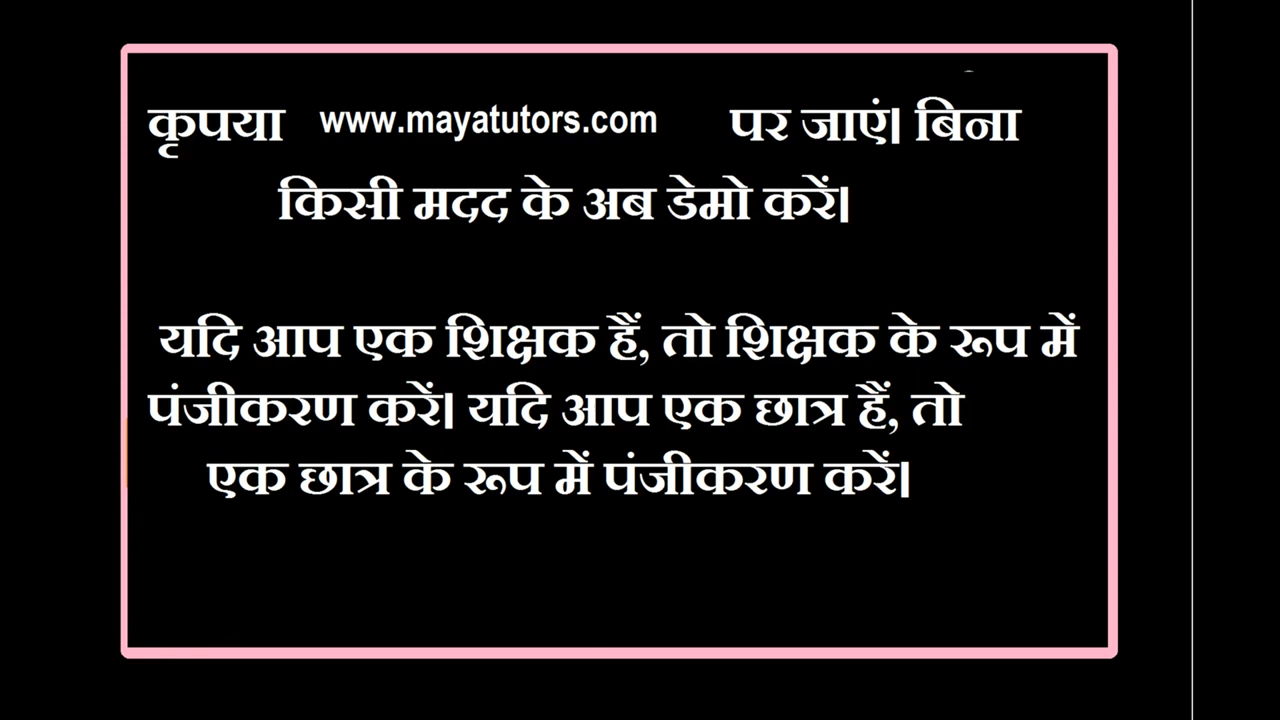 कृपया www.mayatutors.com पर जाएं। बिना
किसी मदद के अब डेमो करें।
यदि आप एक शिक्षक हैं, तो शिक्षक के रूप में
पंजीकरण करें। यदि आप एक छात्र हैं, तो
एक छात्र के रूप में पंजीकरण करें।